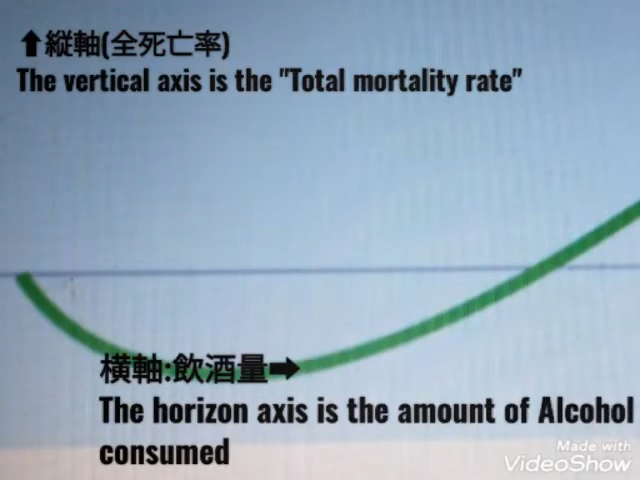 ⬆縦軸(全死亡率)
The vertical axis is the "Total mortality rate"
横軸:飲酒量➡
The horizon axis is the amount of Alcohol
consumed
Made with
VideoShow